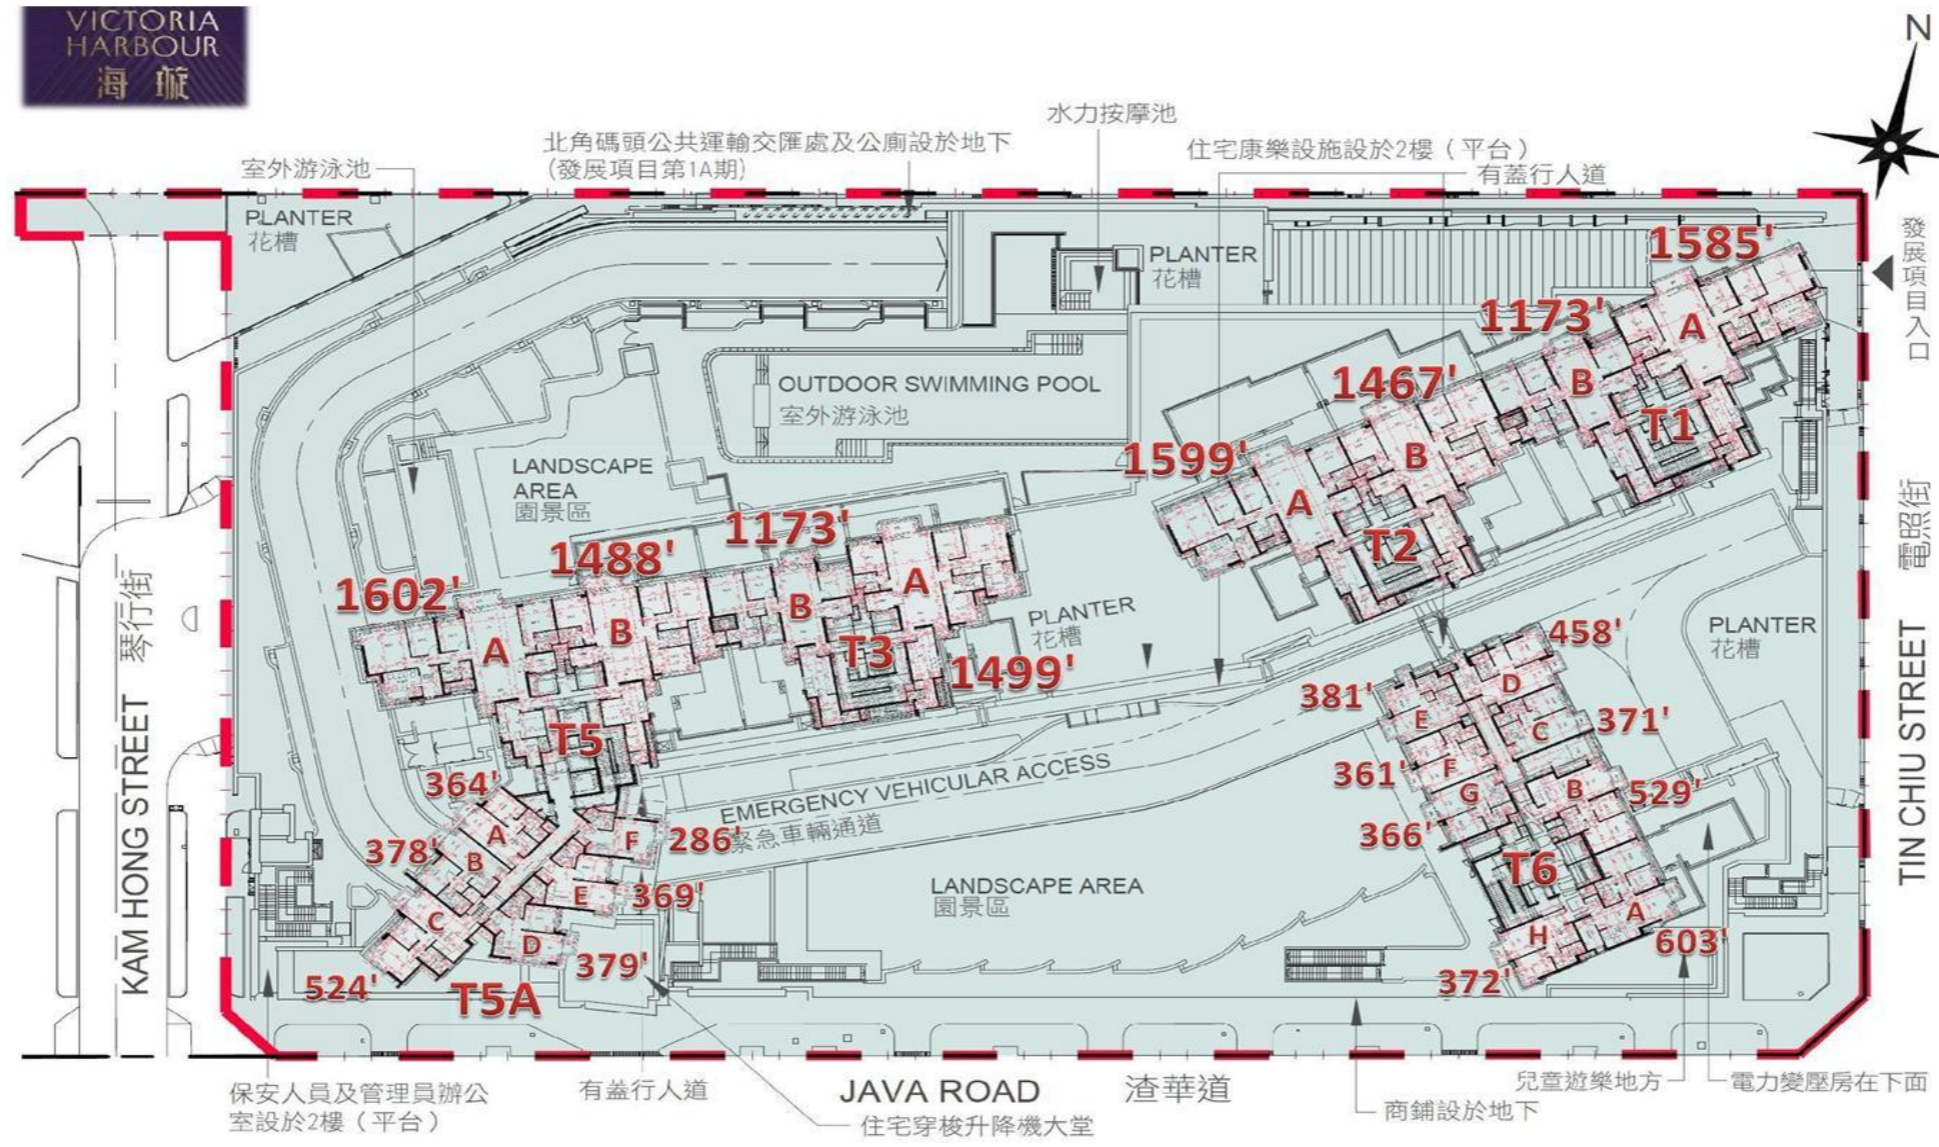 VICTORIA
HARBOUR
海璇
N
水力按摩池
北角碼頭公共運輸交匯處及公廁設於地下
(發展項目第1A期)
住宅康樂設施設於2樓（平台）
室外游泳池
有蓋行人道
PLANTER
花槽
PLANTER
花槽
1585'
發展項目入口
1173'
A
B
OUTDOOR SWIMMING POOL
室外游泳池
1467'
T1
1599'
B
A
LANDSCAPE
AREA
園景區
T2
1173'
1488'
1602'
A
B
B
A
T3
1499'
T5
PLANTER
花槽
PLANTER
花槽
電照街
TIN CHIU STREET
琴行街
KAM HONG STREET
458'
381'
D
E
C
371'
361'
F
G
B
529'
366'
T6
A
H
603'
372'
EMERGENCY VEHICULAR ACCESS
緊急車輛通道
364'
A
378'
B
F
286'
E
369'
C
D
379'
524'
T5A
LANDSCAPE AREA
園景區
保安人員及管理員辦公
室設於2樓（平台）
有蓋行人道
JAVA ROAD 渣華道
住宅穿梭升降機大堂
商鋪設於地下
兒童遊樂地方
電力變壓房在下面